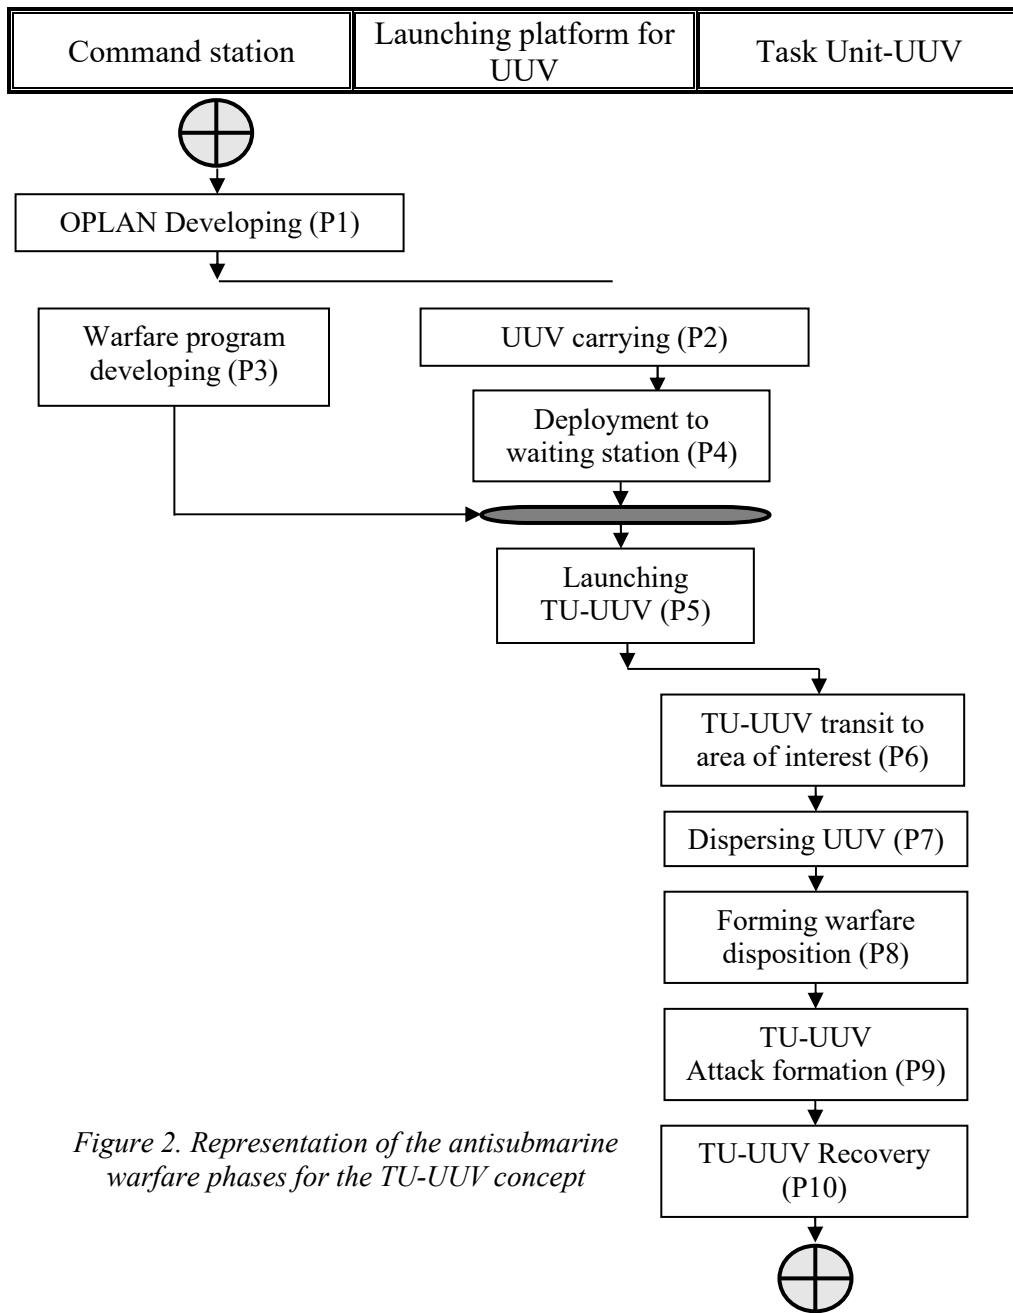 Command station
Launching platform for
UUV
Task Unit-UUV
OPLAN Developing (P1)
Warfare program
developing (P3)
UUV carrying (P2)
Deployment to
waiting station (P4)
Launching
TU-UUV (P5)
TU-UUV transit to
area of interest (P6)
Dispersing UUV (P7)
Forming warfare
disposition (P8)
TU-UUV
Attack formation (P9)
TU-UUV Recovery
(P10)
Figure 2. Representation of the antisubmarine
warfare phases for the TU-UUV concept